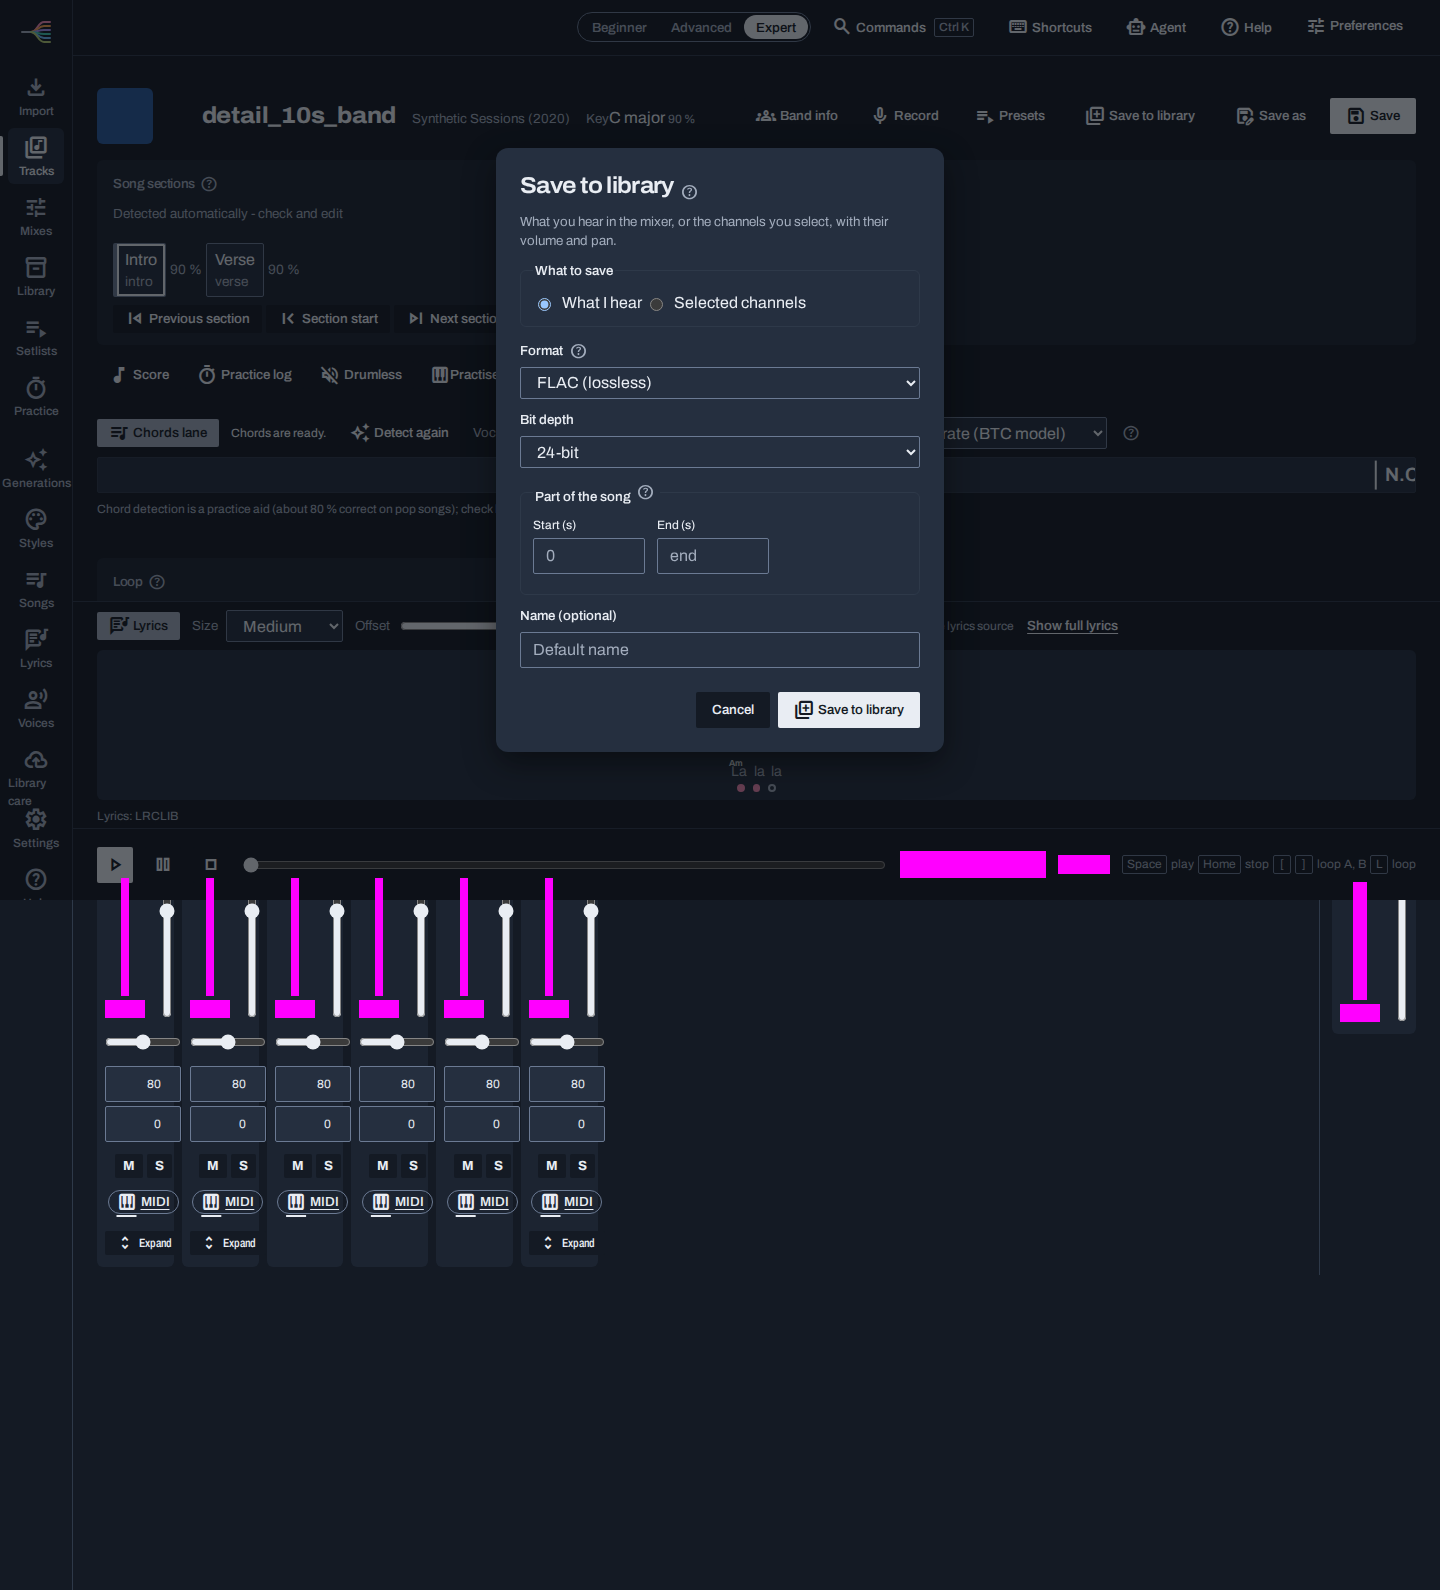 Beginner Advanced Expert Commands Ctrl K Shortcuts Agent Help Preferences
Import
Tracks
Mixes
Library
Setlists
Practice
Generations
Styles
Songs
Lyrics
Voices
Library care
Settings
detail_10s_band Synthetic Sessions (2020) Key C major 90 % Band info Record Presets Save to library Save as Save
Song sections
Detected automatically - check and edit
Intro
intro
90 %
Verse
verse
90 %
Previous section Section start Next sectio
Score Practice log Drumless Practise
Chords lane Chords are ready. Detect again Voc rate (BTC model)
N.C
Chord detection is a practice aid (about 80 % correct on pop songs); check
Loop
Lyrics Size Medium Offset lyrics source Show full lyrics
Am
La la la
Lyrics: LRCLIB
Save to library
What you hear in the mixer, or the channels you select, with their
volume and pan.
What to save
What I hear Selected channels
Format
FLAC (lossless)
Bit depth
24-bit
Part of the song
Start (s) End (s)
0 end
Name (optional)
Default name
Cancel Save to library
Space play Home stop [ ] loop A, B L loop
80 80 80 80 80 80
0 0 0 0 0 0
M S M S M S M S M S M S
MIDI MIDI MIDI MIDI MIDI MIDI
Expand Expand Expand